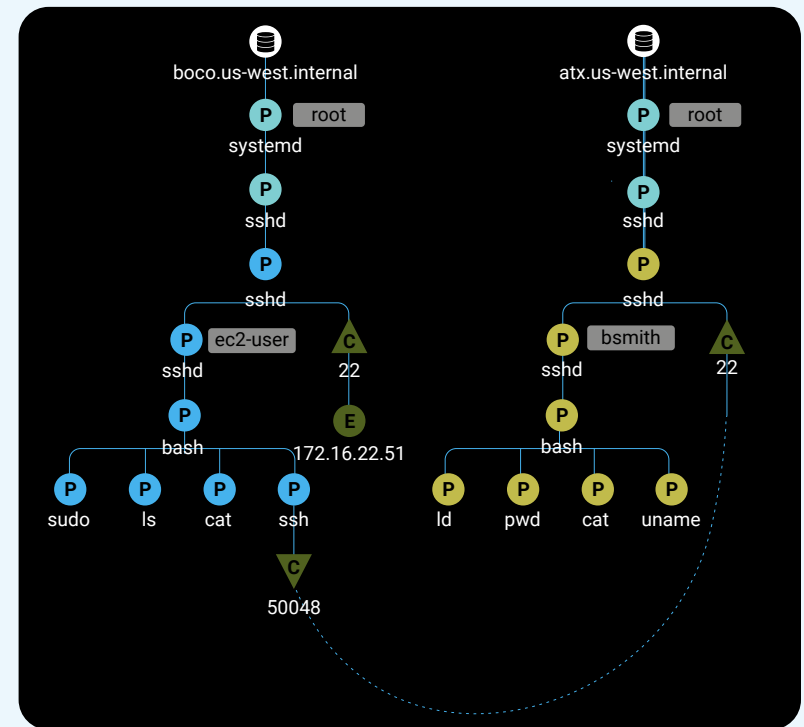 boco.us-west.internal
atx.us-west.internal
P root
P root
systemd
systemd
P
P
sshd
sshd
P
P
sshd
sshd
P ec2-user C
P bsmith C
sshd 22
sshd 22
P E
P
bash 172.16.22.51
bash
P P P P
P P P P
sudo ls cat ssh
ld pwd cat uname
C
50048